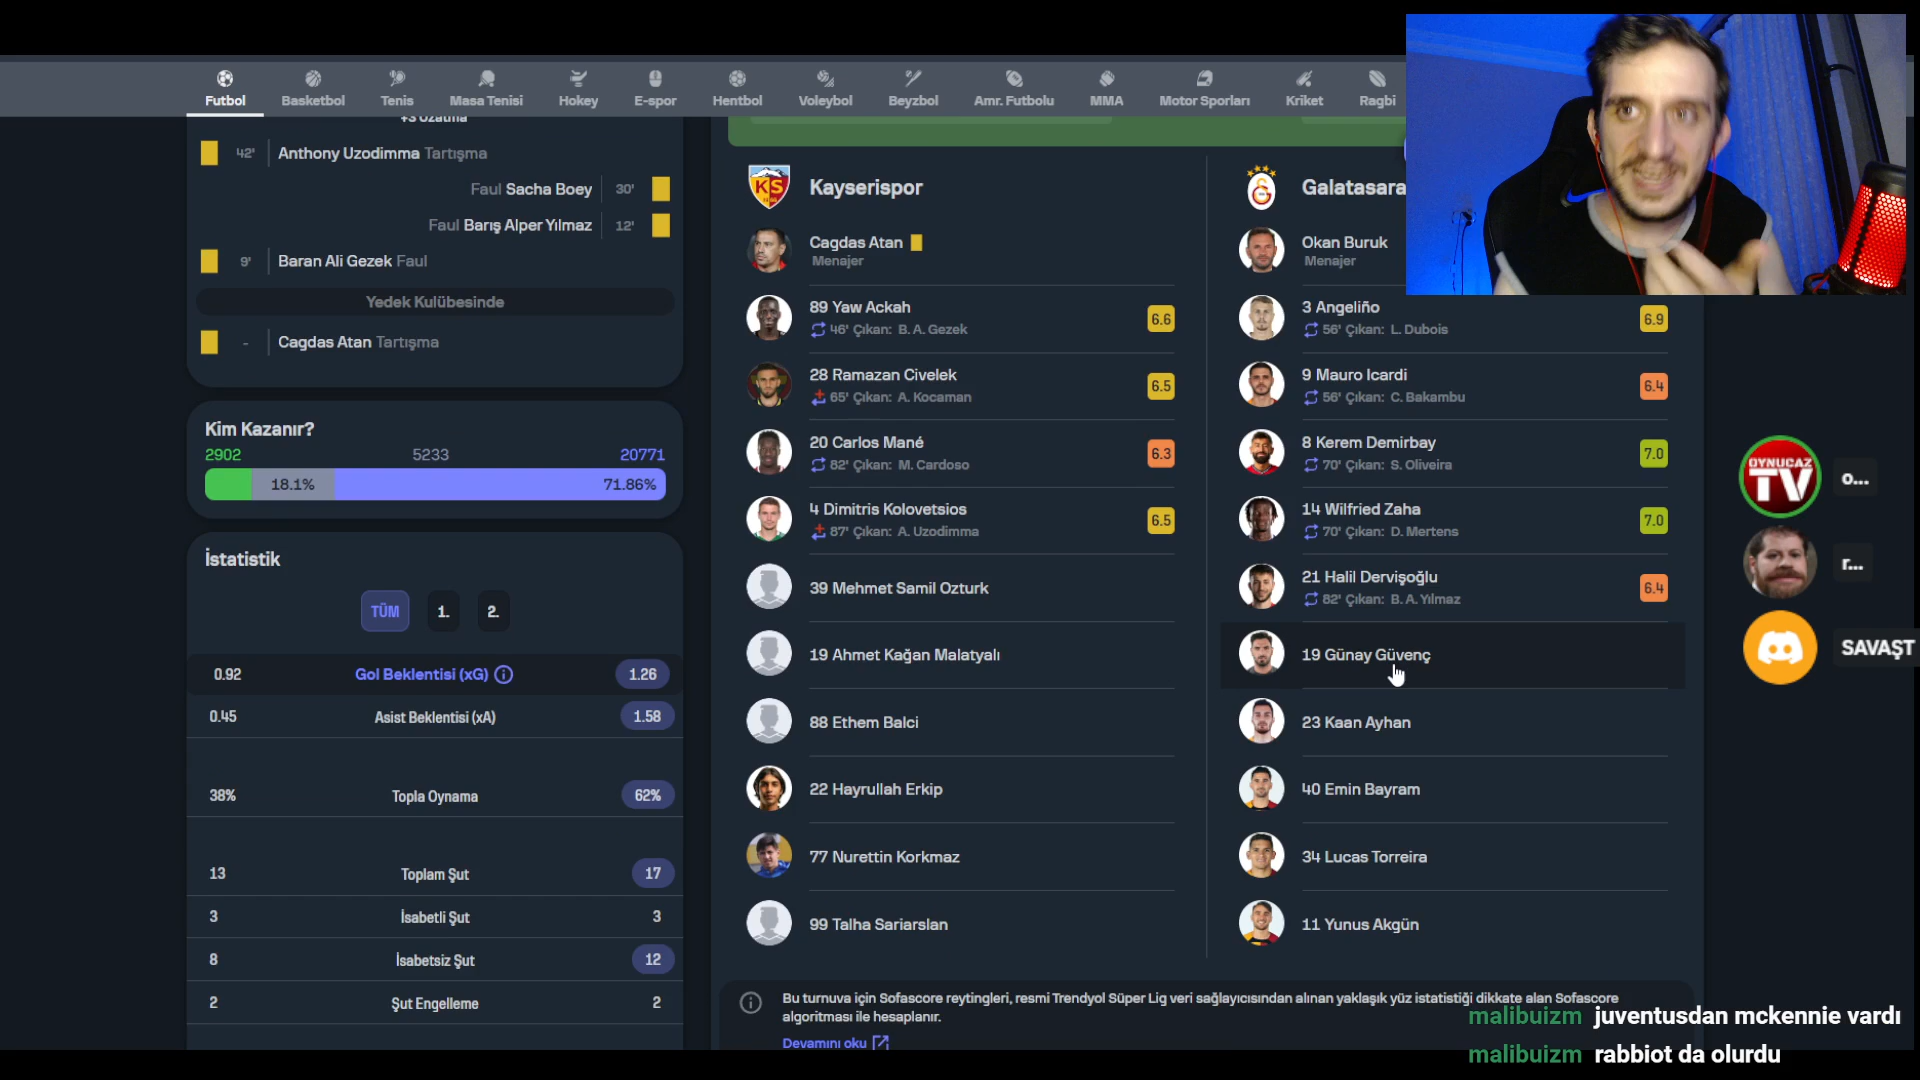 Futbol
Basketbol
Tenis
Masa Tenisi
Hokey
E-spor
Hentbol
Voleybol
Beyzbol
Amr. Futbolu
MMA
Motor Sporları
Kriket
Ragbi
+3 Uzatma
42' Anthony Uzodimma Tartışma
Faul Sacha Boey 30'
Faul Barış Alper Yılmaz 12'
9' Baran Ali Gezek Faul
Yedek Kulübesinde
- Cagdas Atan Tartışma
Kim Kazanır?
2902 5233 20771
18.1% 71.86%
İstatistik
TÜM 1. 2.
0.92 Gol Beklentisi (xG) 1.26
0.45 Asist Beklentisi (xA) 1.58
38% Topla Oynama 62%
13 Toplam Şut 17
3 İsabetli Şut 3
8 İsabetsiz Şut 12
2 Şut Engelleme 2
KS
Kayserispor
Cagdas Atan
Menajer
89 Yaw Ackah
46' Çıkan: B. A. Gezek
6.6
28 Ramazan Civelek
65' Çıkan: A. Kocaman
6.5
20 Carlos Mané
82' Çıkan: M. Cardoso
6.3
4 Dimitris Kolovetsios
87' Çıkan: A. Uzodimma
6.5
39 Mehmet Samil Ozturk
19 Ahmet Kağan Malatyalı
88 Ethem Balci
22 Hayrullah Erkip
77 Nurettin Korkmaz
99 Talha Sariarslan
Galatasara
Okan Buruk
Menajer
3 Angeliño
56' Çıkan: L. Dubois
6.9
9 Mauro Icardi
56' Çıkan: C. Bakambu
6.4
8 Kerem Demirbay
70' Çıkan: S. Oliveira
7.0
14 Wilfried Zaha
70' Çıkan: D. Mertens
7.0
21 Halil Dervişoğlu
82' Çıkan: B. A. Yılmaz
6.4
19 Günay Güvenç
23 Kaan Ayhan
40 Emin Bayram
34 Lucas Torreira
11 Yunus Akgün
Bu turnuva için Sofascore reytingleri, resmi Trendyol Süper Lig veri sağlayıcısından alınan yaklaşık yüz istatistiği dikkate alan Sofascore
algoritması ile hesaplanır.
Devamını oku
OYNUCAZ
TV
o...
r...
SAVAŞT
malibuizm juventusdan mckennie vardı
malibuizm rabbiot da olurdu